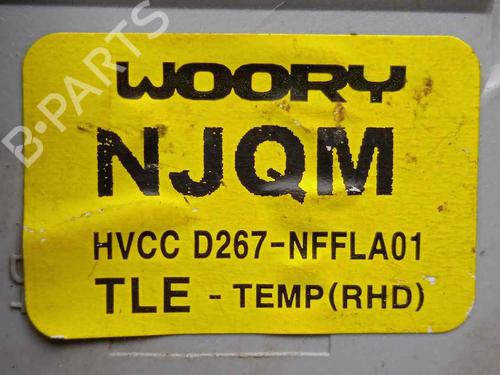 B-PARTS
WOORY
NJQM
HVCC D267-NFFLA01
TLE - TEMP(RHD)